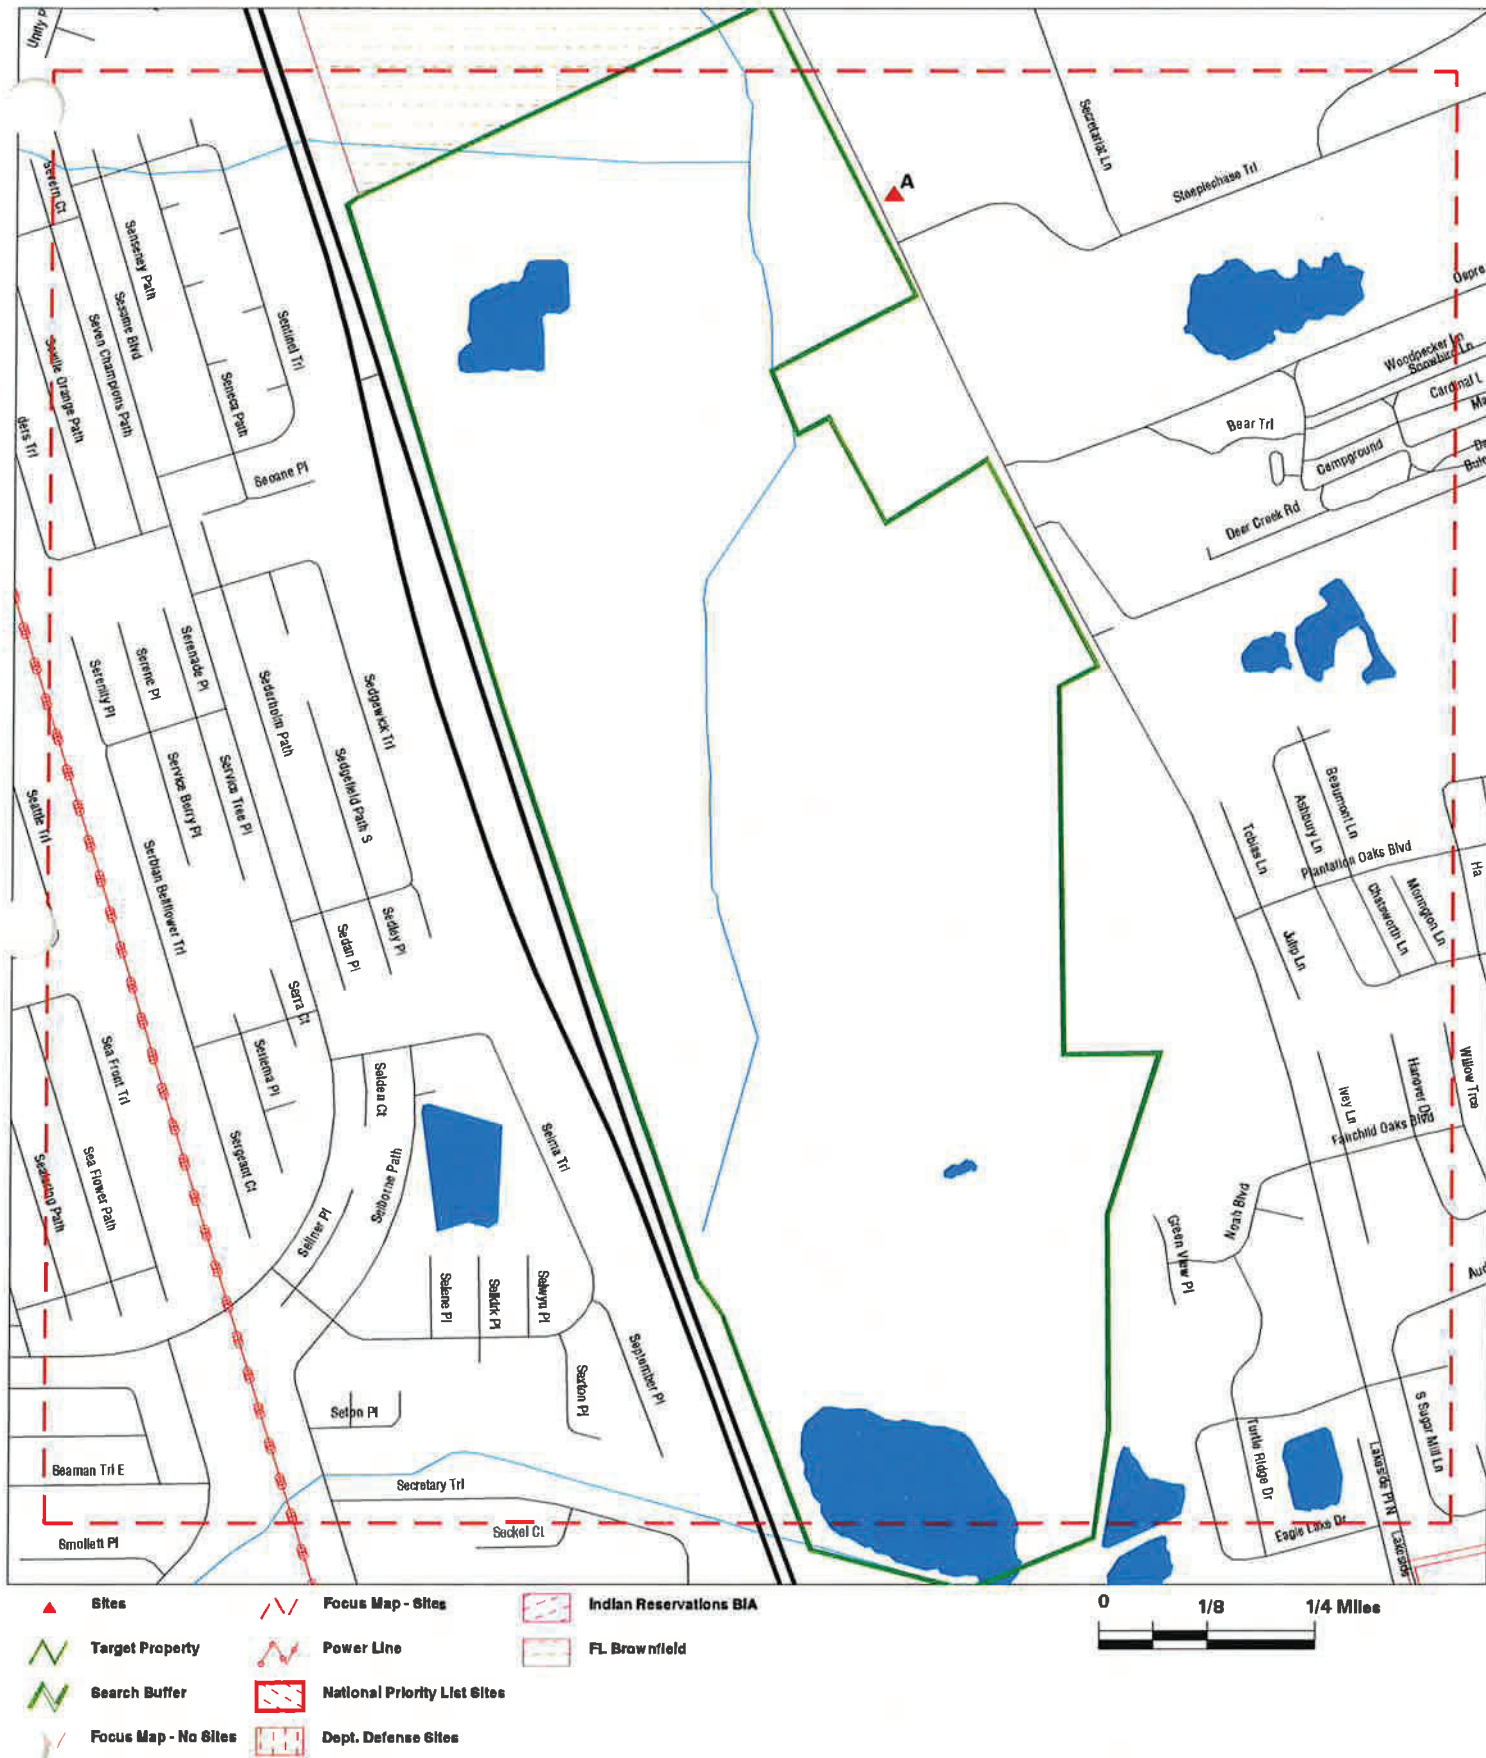 Unity P
Secretariat Ln
Steeplechase Trl
A
Severn Ct
Senseney Path
Sesame Blvd
Seven Champions Path
Seville Orange Path
ders Trl
Sentinel Trl
Seneca Path
Seoane Pl
Ospre
Woodpecker Ln
Snowbird Ln
Cardinal L
Ma
Bear Trl
Campground
Deer Creek Rd
Serenity Pl
Serene Pl
Serenade Pl
Sederholm Path
Sedgewick Trl
Sedgefield Path S
Service Berry Pl
Service Tree Pl
Seattle Trl
Serbian Bellflower Trl
Sedan Pl
Sedley Pl
Serra Ct
Seriema Pl
Sergeant Ct
Sea Front Trl
Sea Flower Path
Seafaring Path
Selden Ct
Selborne Path
Selma Trl
Sellner Pl
Selene Pl
Selkirk Pl
Selwyn Pl
September Pl
Sexton Pl
Seton Pl
Seaman Trl E
Secretary Trl
Seckel Ct
Smollett Pl
Tobias Ln
Ashbury Ln
Beaumont Ln
Plantation Oaks Blvd
Ha
Chatsworth Ln
Morington Ln
Julip Ln
Ivey Ln
Hanover Dr
Willow Tree
Fairchild Oaks Blvd
Noah Blvd
Green View Pl
Aud
Turtle Ridge Dr
S Sugar Mill Ln
Lakeside Pl N
Lakeside
Eagle Lake Dr
Sites
Focus Map - Sites
Indian Reservations BIA
0 1/8 1/4 Miles
Target Property
Power Line
FL Brownfield
Search Buffer
National Priority List Sites
Focus Map - No Sites
Dept. Defense Sites